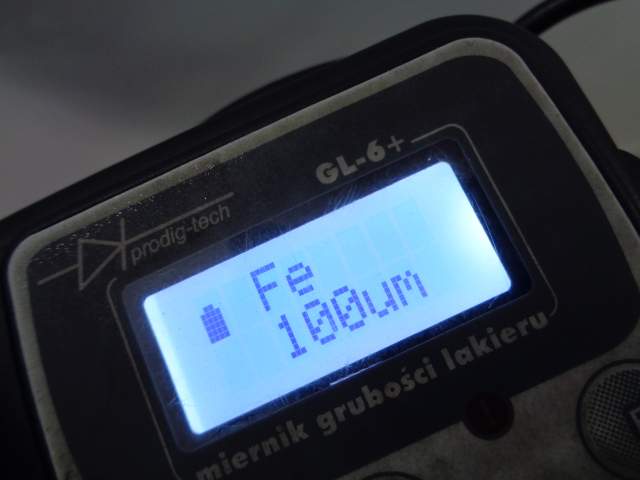 GL-6+
prodig-tech
Fe
100um
miernik grubości lakieru